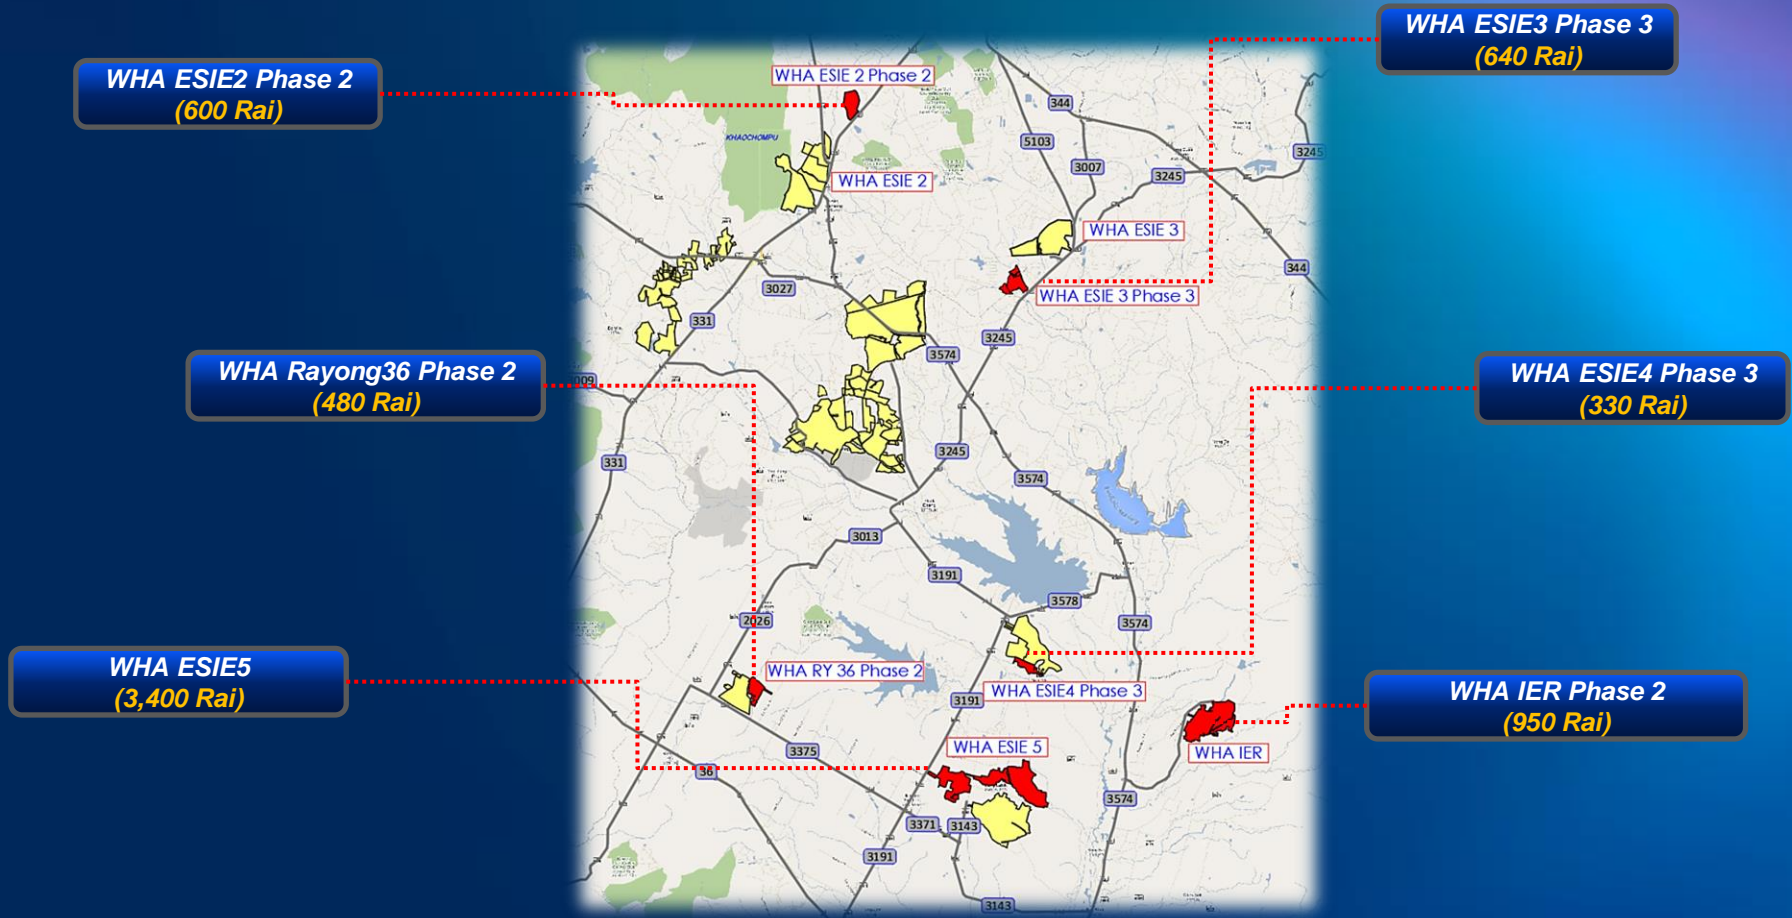 WHA ESIE3 Phase 3
(640 Rai)
WHA ESIE2 Phase 2
(600 Rai)
WHA ESIE 2 Phase 2
344
KHAOCHOMPU
5103
3245
3007
3245
WHA ESIE 2
WHA ESIE 3
344
3027
WHA ESIE 3 Phase 3
331
3245
3574
WHA Rayong36 Phase 2
(480 Rai)
WHA ESIE4 Phase 3
(330 Rai)
3245
331
3574
3013
3191
3578
2026
3574
WHA ESIE5
(3,400 Rai)
WHA RY 36 Phase 2
WHA ESIE4 Phase 3
3191
WHA IER Phase 2
(950 Rai)
WHA ESIE 5
3375
WHA IER
36
3574
3371
3143
3191
3143